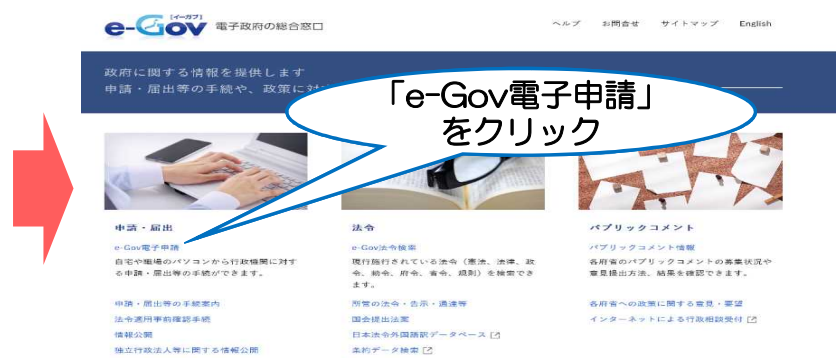 [イーガブ]
e-Gov 電子政府の総合窓口
ヘルプ お問合せ サイトマップ English
政府に関する情報を提供します
申請・届出等の手続や、政策に対
「e-Gov電子申請」
をクリック
申請・届出
e-Gov電子申請
自宅や職場のパソコンから行政機関に対す
る申請・届出等の手続ができます。
申請・届出等の手続案内
法令適用事前確認手続
情報公開
独立行政法人等に関する情報公開
法令
e-Gov法令検索
現行施行されている法令（憲法、法律、政
令、勅令、府令、省令、規則）を検索でき
ます。
所管の法令・告示・通達等
国会提出法案
日本法令外国語訳データベース
条約データ検索
パブリックコメント
パブリックコメント情報
各府省のパブリックコメントの募集状況や
意見提出方法、結果を確認できます。
各府省への政策に関する意見・要望
インターネットによる行政相談受付